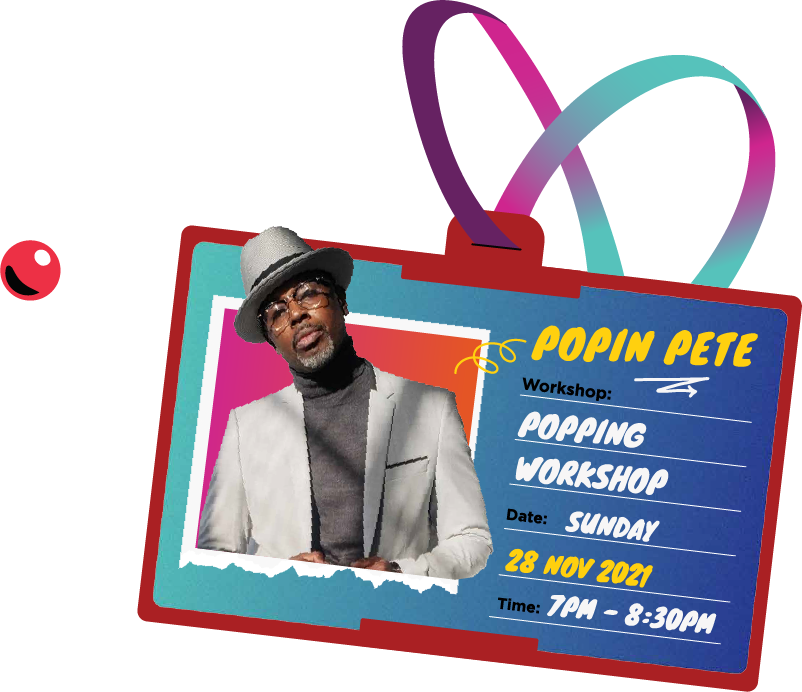 POPIN PETE
Workshop:
POPPING
WORKSHOP
Date: SUNDAY
28 NOV 2021
Time: 7PM - 8:30PM